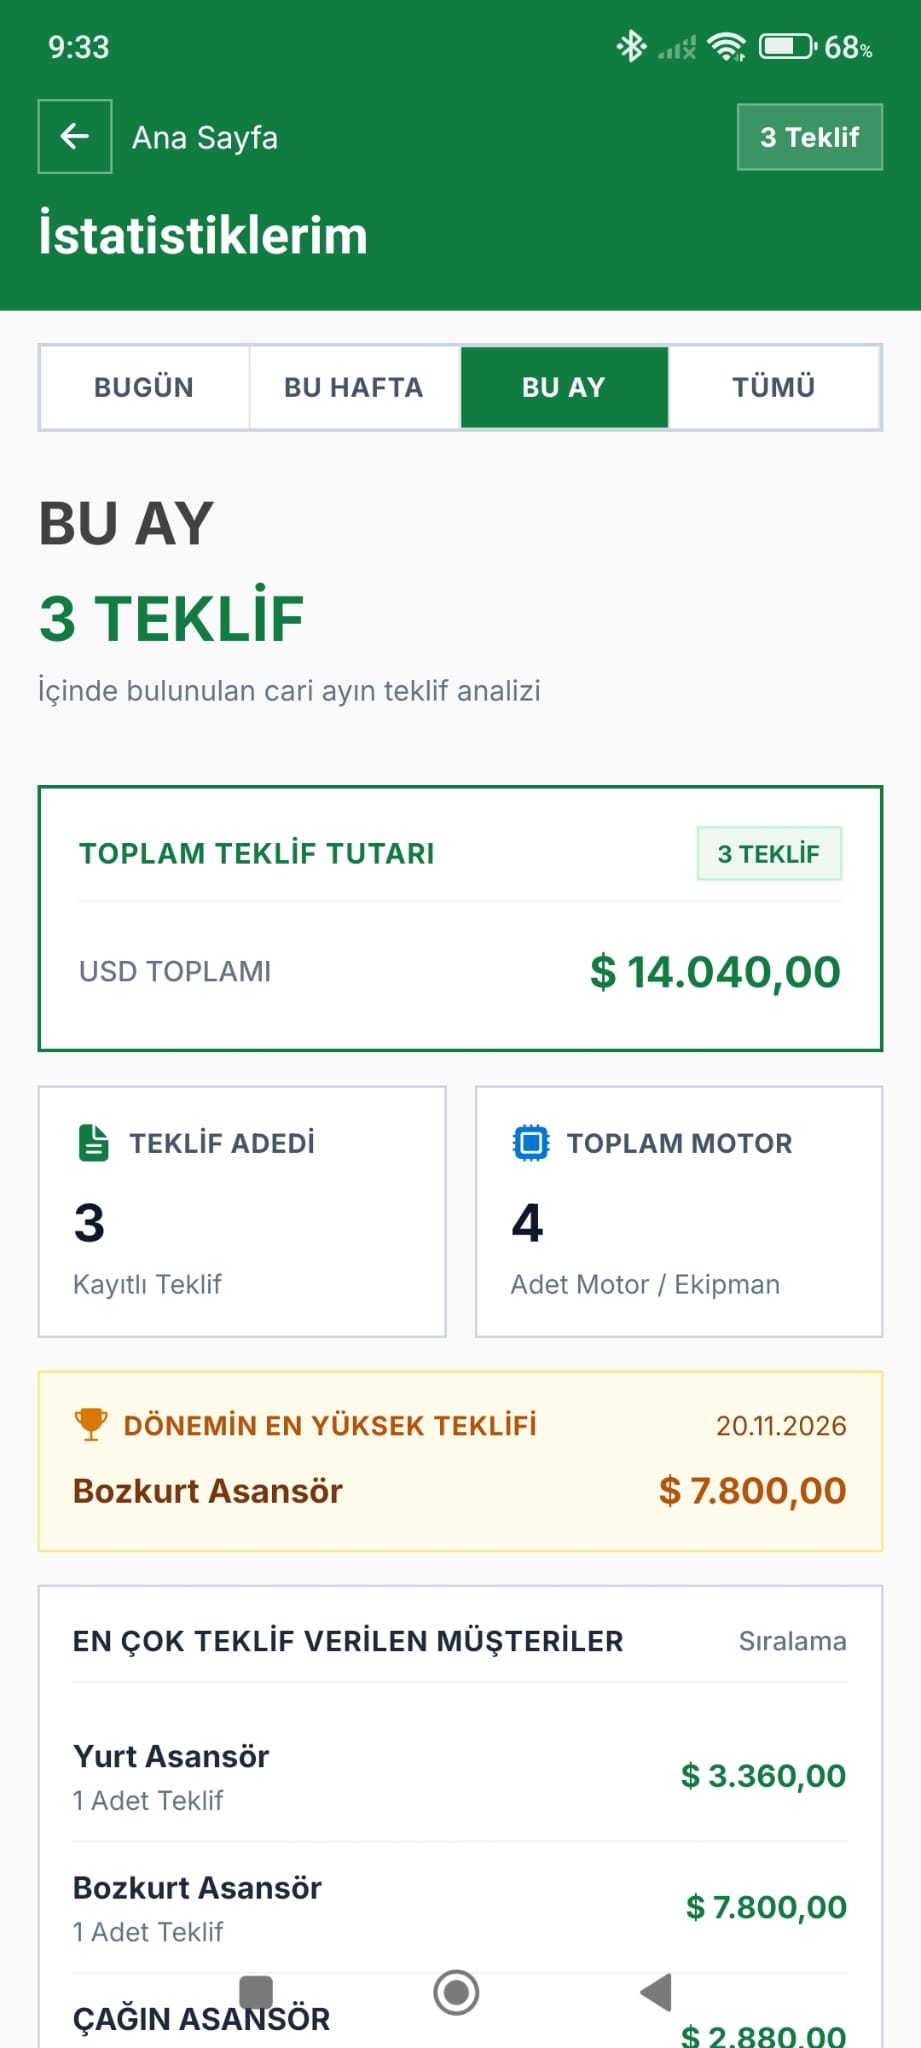 9:33
68%
Ana Sayfa
3 Teklif
İstatistiklerim
BUGÜN
BU HAFTA
BU AY
TÜMÜ
BU AY
3 TEKLİF
İçinde bulunulan cari ayın teklif analizi
TOPLAM TEKLİF TUTARI
3 TEKLİF
USD TOPLAMI
$ 14.040,00
TEKLİF ADEDİ
3
Kayıtlı Teklif
TOPLAM MOTOR
4
Adet Motor / Ekipman
DÖNEMİN EN YÜKSEK TEKLİFİ
20.11.2026
Bozkurt Asansör
$ 7.800,00
EN ÇOK TEKLİF VERİLEN MÜŞTERİLER
Sıralama
Yurt Asansör
1 Adet Teklif
$ 3.360,00
Bozkurt Asansör
1 Adet Teklif
$ 7.800,00
ÇAĞIN ASANSÖR
$ 2.880,00